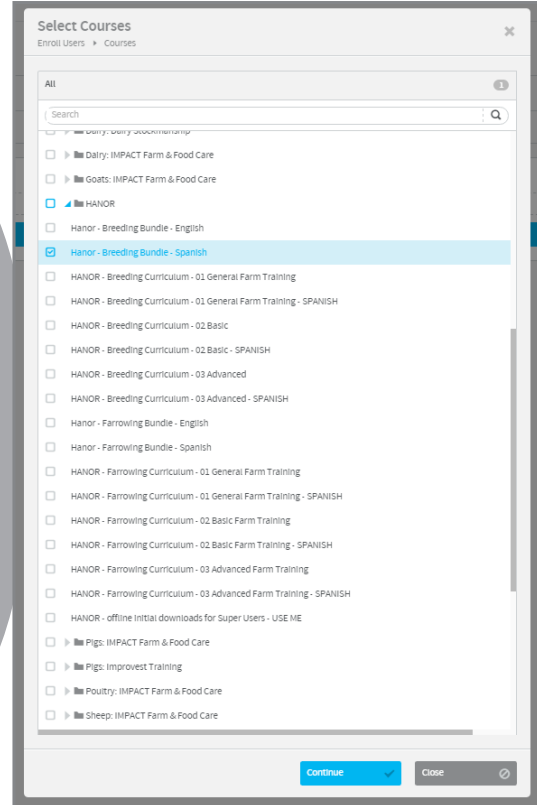 Select Courses
Enroll Users ▸ Courses
All 1
Search
Dairy: Dairy Stockmanship
Dairy: IMPACT Farm & Food Care
Goats: IMPACT Farm & Food Care
HANOR
Hanor - Breeding Bundle - English
Hanor - Breeding Bundle - Spanish
HANOR - Breeding Curriculum - 01 General Farm Training
HANOR - Breeding Curriculum - 01 General Farm Training - SPANISH
HANOR - Breeding Curriculum - 02 Basic
HANOR - Breeding Curriculum - 02 Basic - SPANISH
HANOR - Breeding Curriculum - 03 Advanced
HANOR - Breeding Curriculum - 03 Advanced - SPANISH
Hanor - Farrowing Bundle - English
Hanor - Farrowing Bundle - Spanish
HANOR - Farrowing Curriculum - 01 General Farm Training
HANOR - Farrowing Curriculum - 01 General Farm Training - SPANISH
HANOR - Farrowing Curriculum - 02 Basic Farm Training
HANOR - Farrowing Curriculum - 02 Basic Farm Training - SPANISH
HANOR - Farrowing Curriculum - 03 Advanced Farm Training
HANOR - Farrowing Curriculum - 03 Advanced Farm Training - SPANISH
HANOR - offline initial downloads for Super Users - USE ME
Pigs: IMPACT Farm & Food Care
Pigs: Improvest Training
Poultry: IMPACT Farm & Food Care
Sheep: IMPACT Farm & Food Care
Continue
Close